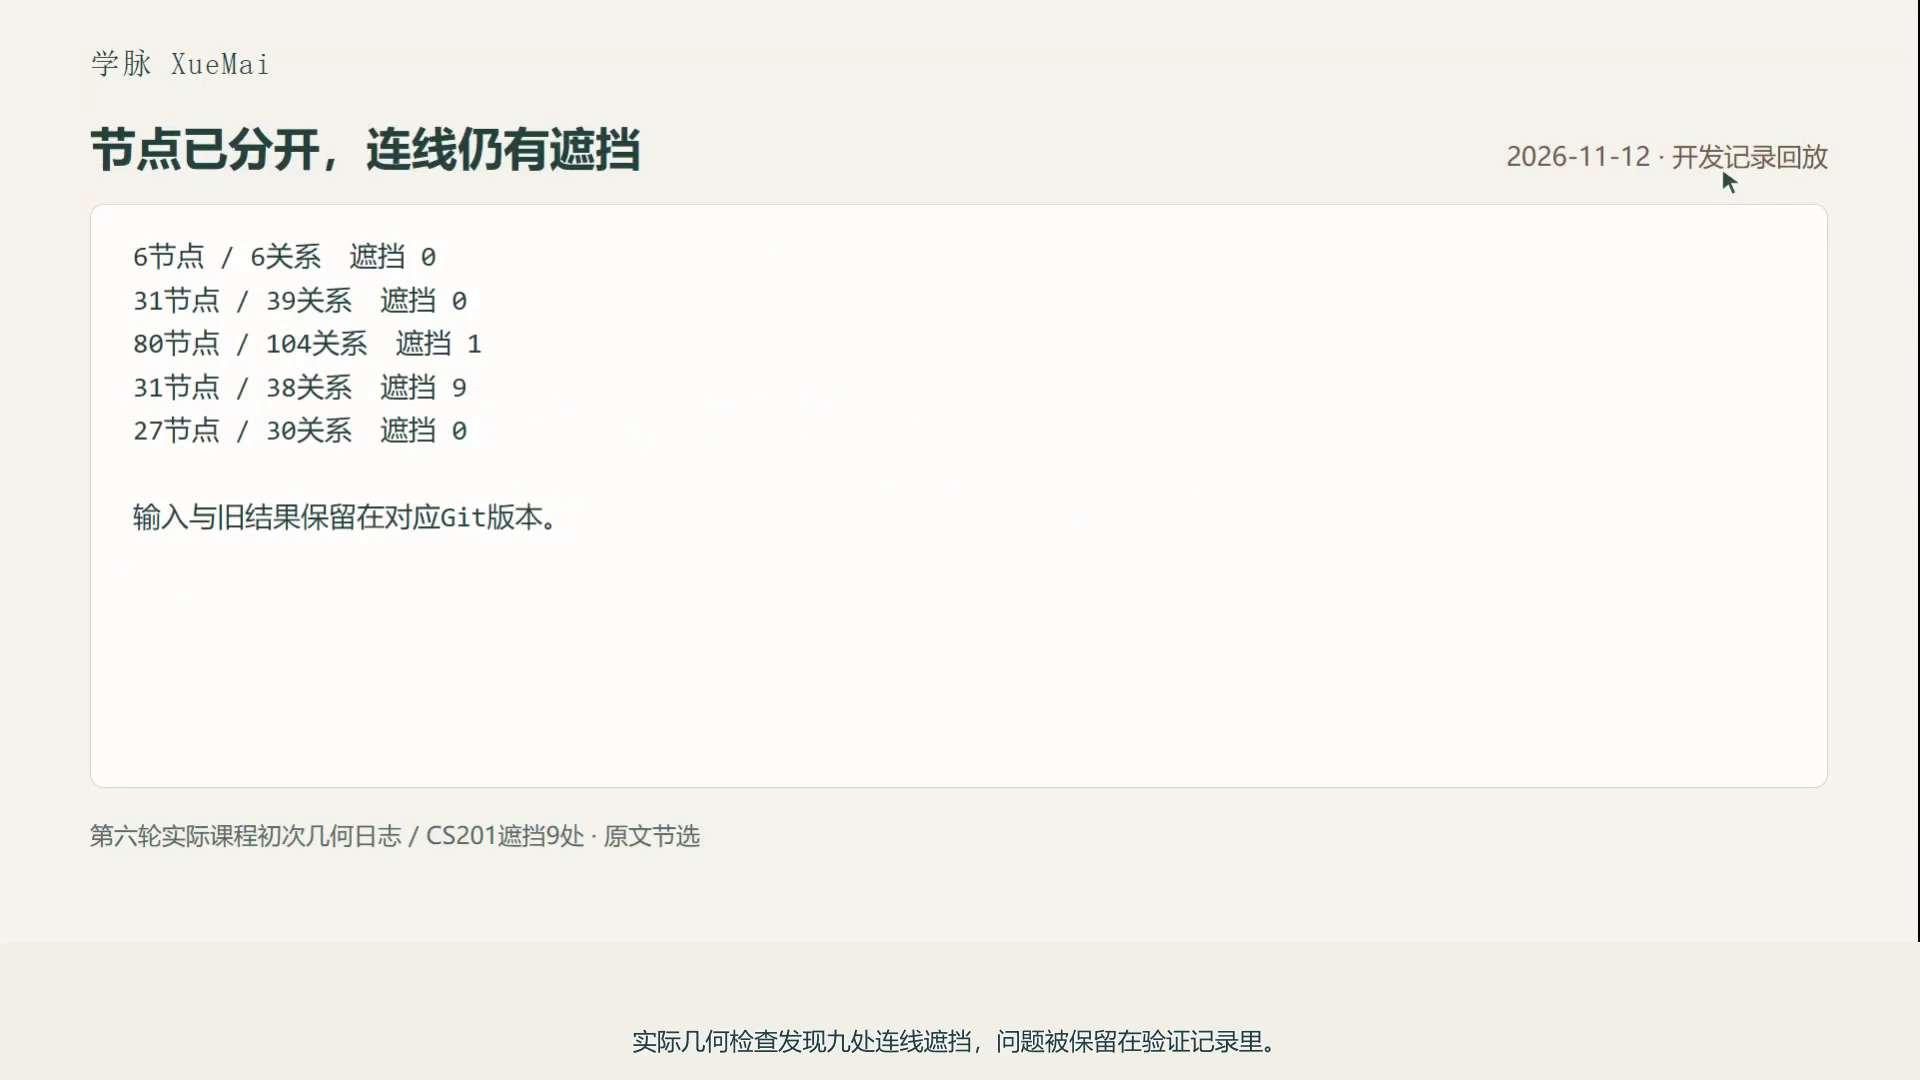 学脉 XueMai
节点已分开，连线仍有遮挡
2026-11-12 · 开发记录回放
6节点 / 6关系  遮挡 0
31节点 / 39关系  遮挡 0
80节点 / 104关系  遮挡 1
31节点 / 38关系  遮挡 9
27节点 / 30关系  遮挡 0
输入与旧结果保留在对应Git版本。
第六轮实际课程初次几何日志 / CS201遮挡9处 · 原文节选
实际几何检查发现九处连线遮挡，问题被保留在验证记录里。